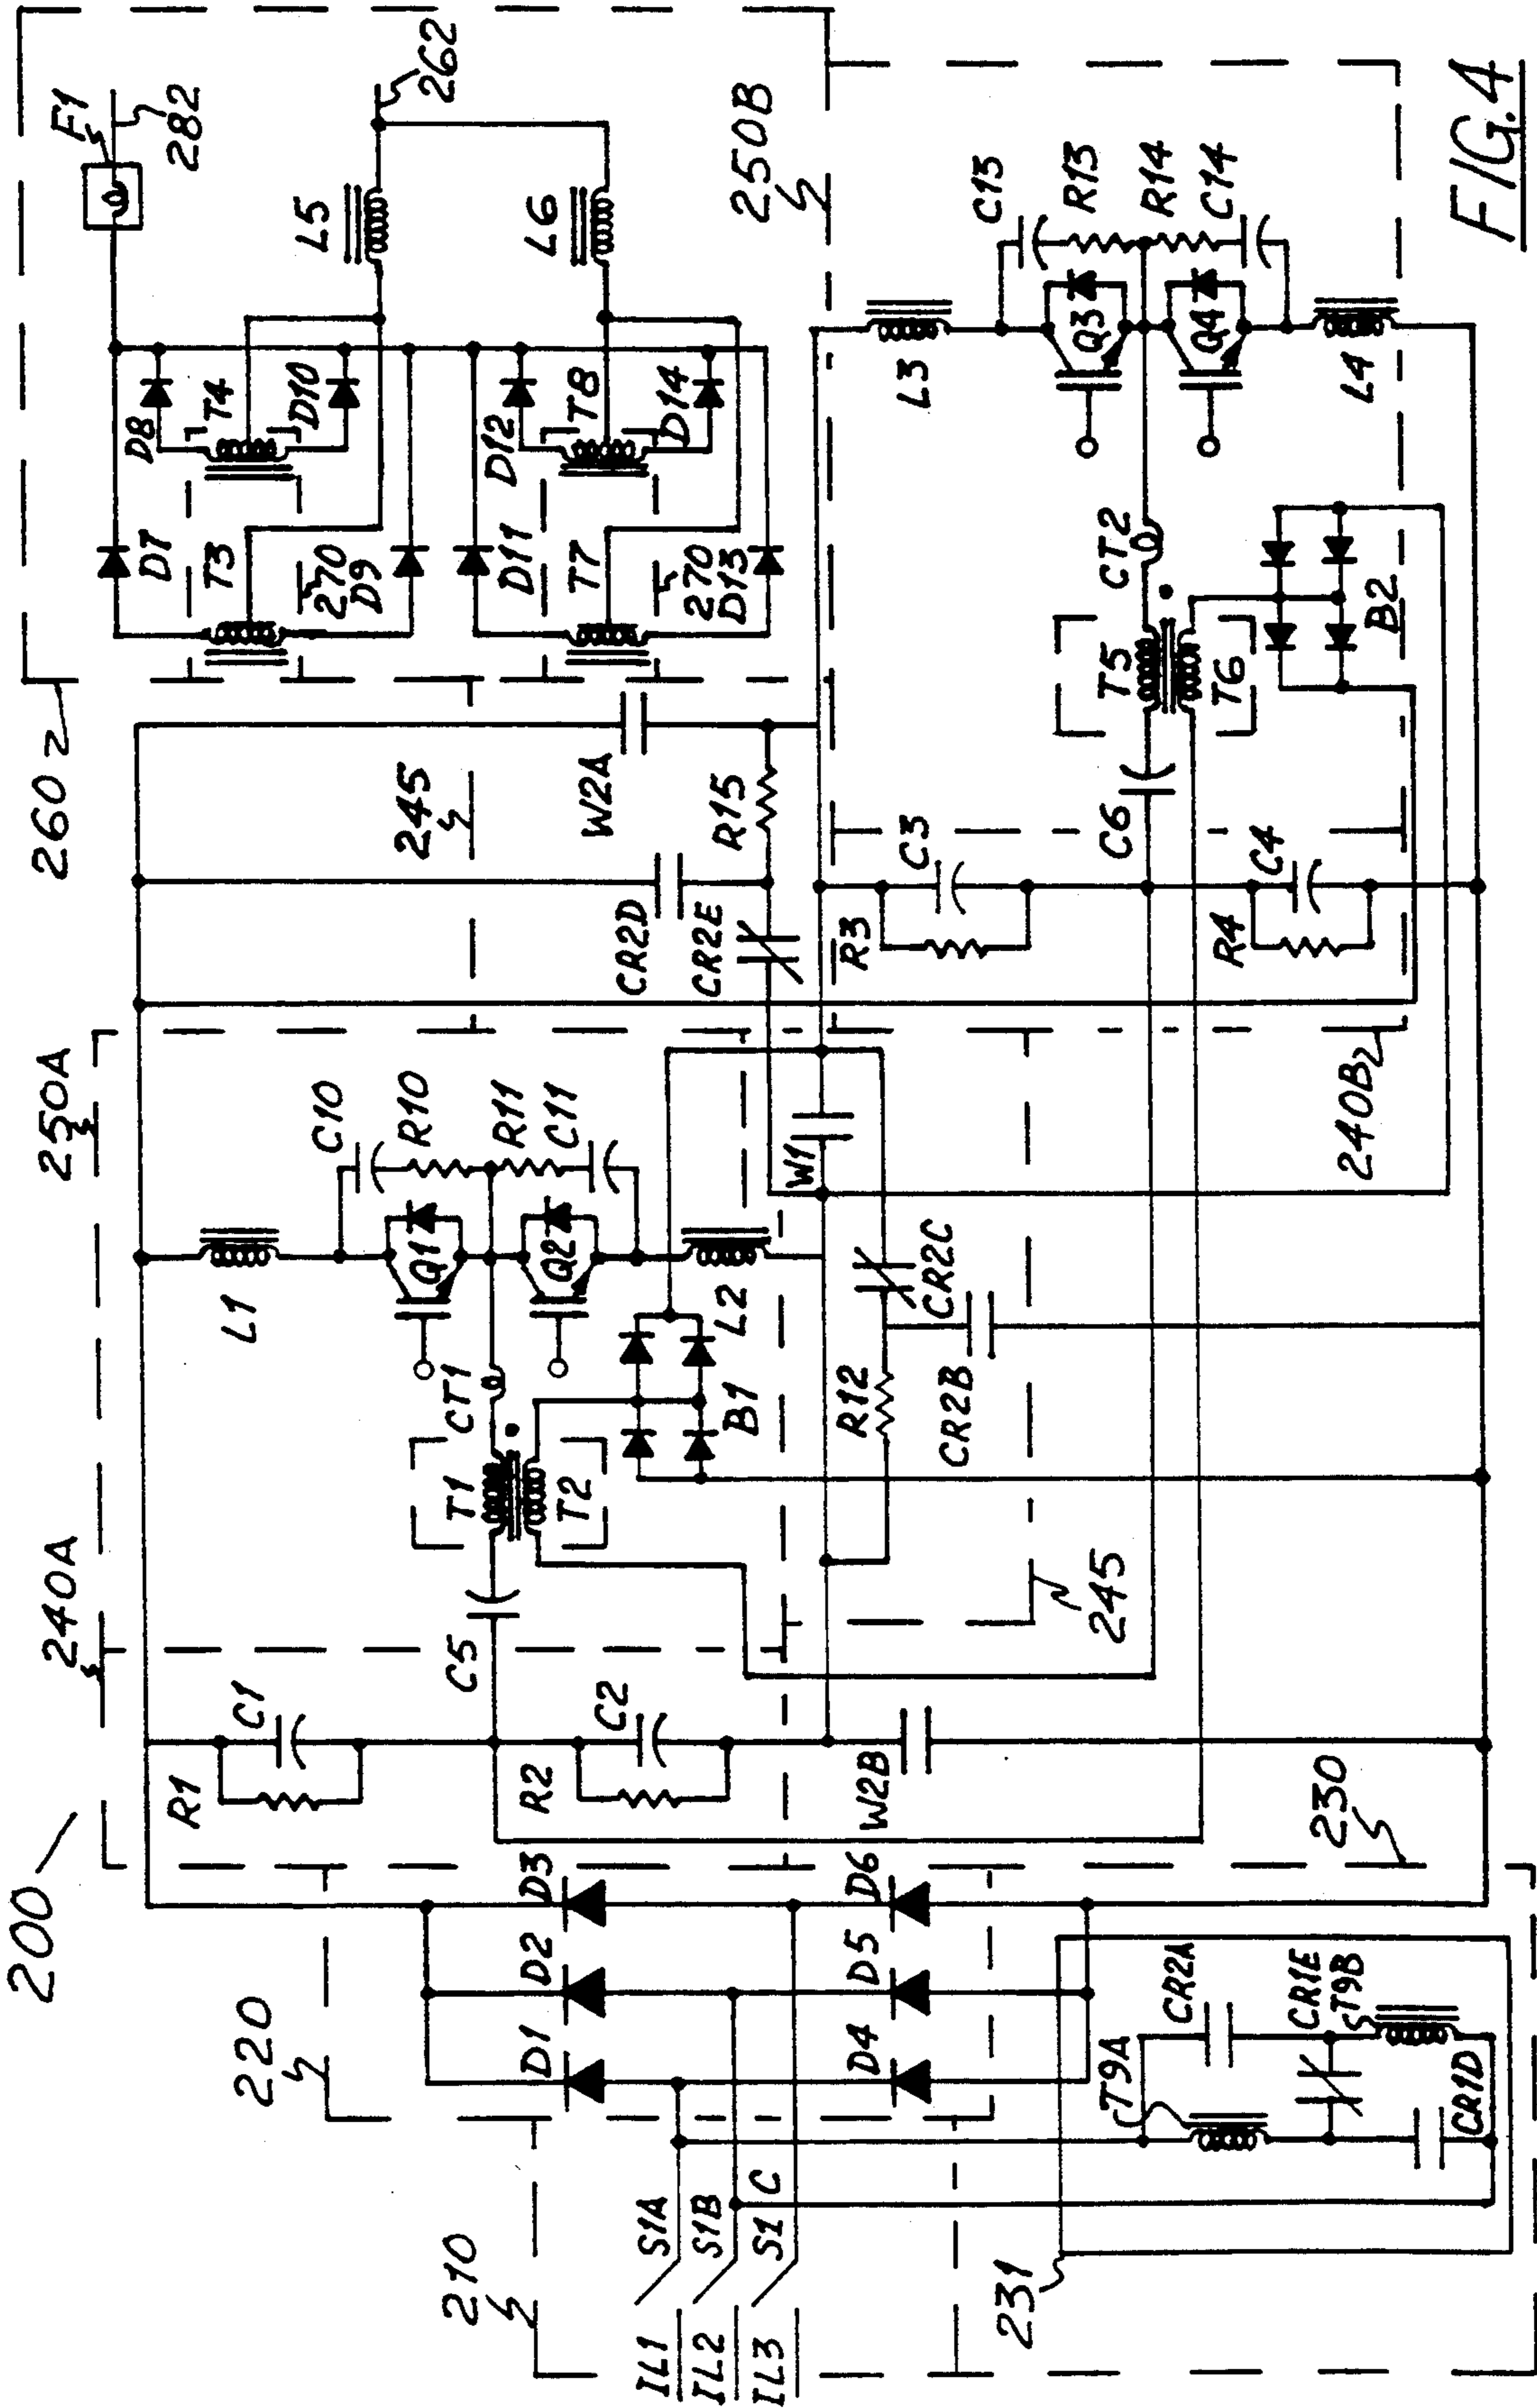 200
240A
250A
260
F1
282
262
L5
L6
D7
D8
T4
D10
T3
270
D9
D11
D12
T8
D14
T7
270
D13
250B
245
W2A
R15
CR2D
CR2E
L1
C10
R10
R11
C11
Q1
Q2
L2
CT1
T1
T2
B1
C5
R1
C1
R2
C2
W2B
W1
CR2C
R12
CR2B
245
L3
C13
R13
R14
C14
Q3
Q4
L4
CT2
T5
T6
B2
C6
R3
C3
R4
C4
240B
220
D1
D2
D3
D4
D5
D6
230
210
S1A
S1B
S1C
IL1
IL2
IL3
231
T9A
CR2A
CR1E
T9B
CR1D
FIG.4